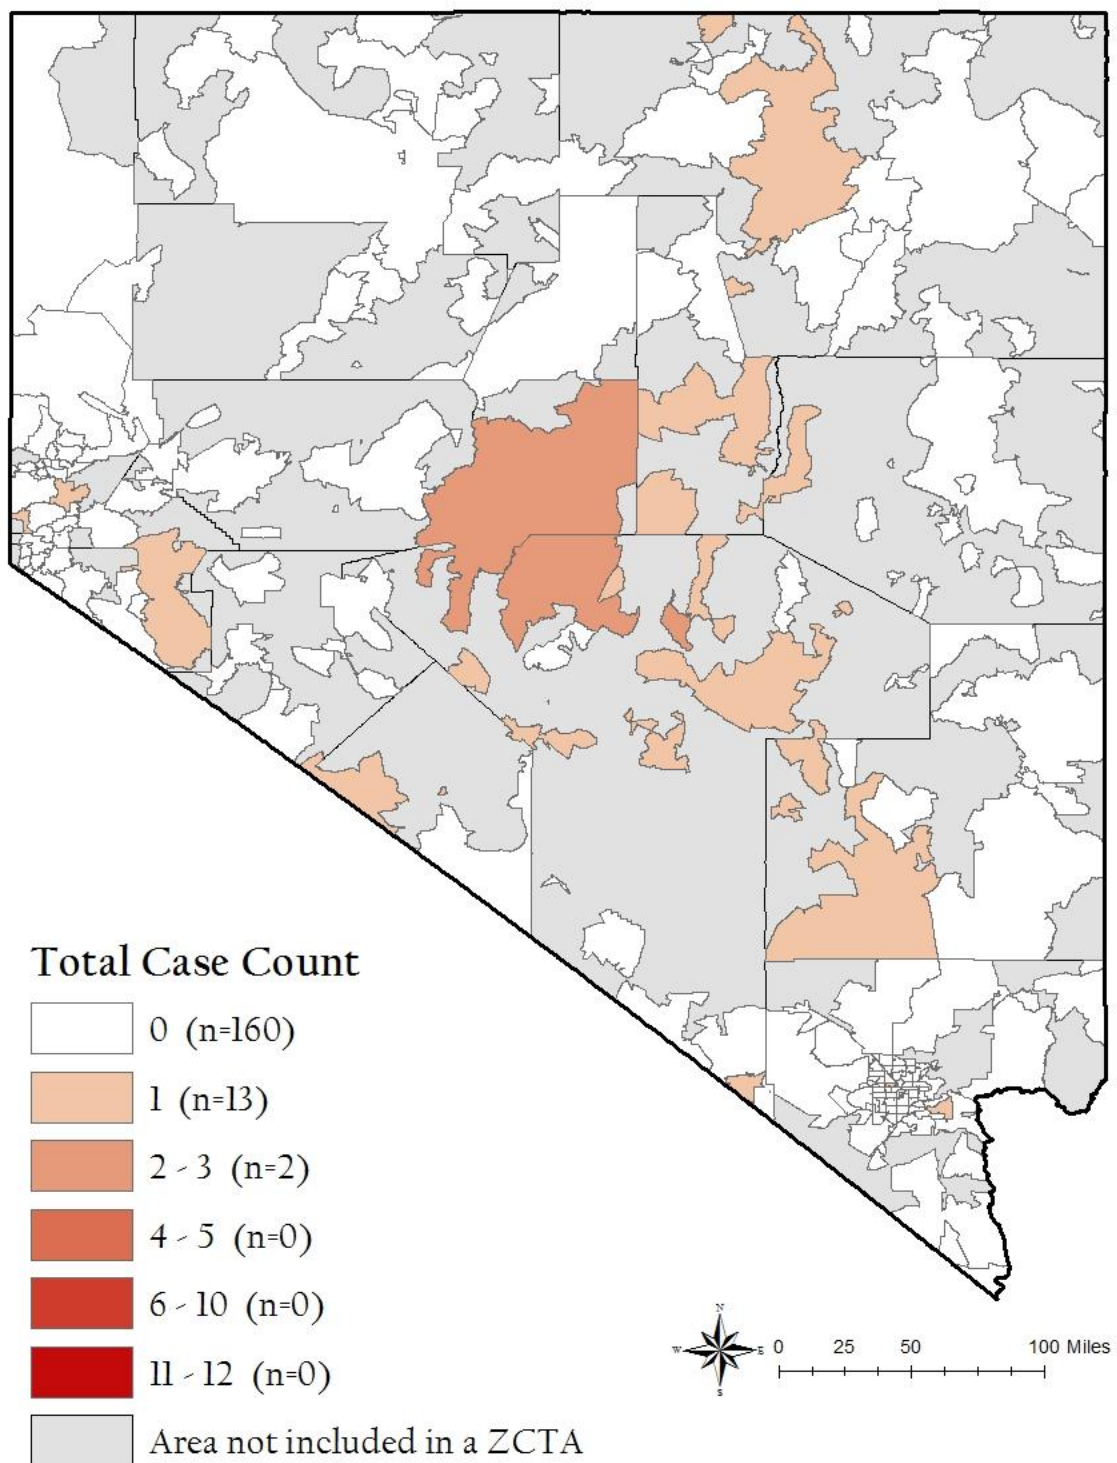 Total Case Count
0 (n=160)
1 (n=13)
2 - 3 (n=2)
4 - 5 (n=0)
6 - 10 (n=0)
11 - 12 (n=0)
Area not included in a ZCTA
N
W E
S
0 25 50 100 Miles